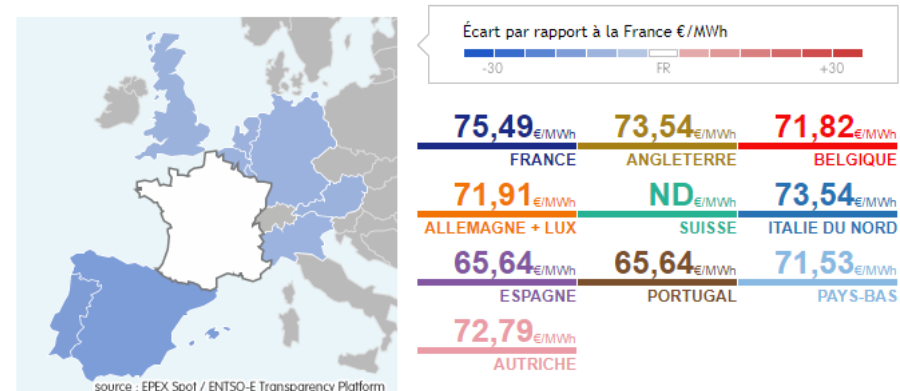 Écart par rapport à la France €/MWh
-30 FR +30
75,49€/MWh 73,54€/MWh 71,82€/MWh
FRANCE ANGLETERRE BELGIQUE
71,91€/MWh ND€/MWh 73,54€/MWh
ALLEMAGNE + LUX SUISSE ITALIE DU NORD
65,64€/MWh 65,64€/MWh 71,53€/MWh
ESPAGNE PORTUGAL PAYS-BAS
72,79€/MWh
AUTRICHE
source : EPEX Spot / ENTSO-E Transparency Platform